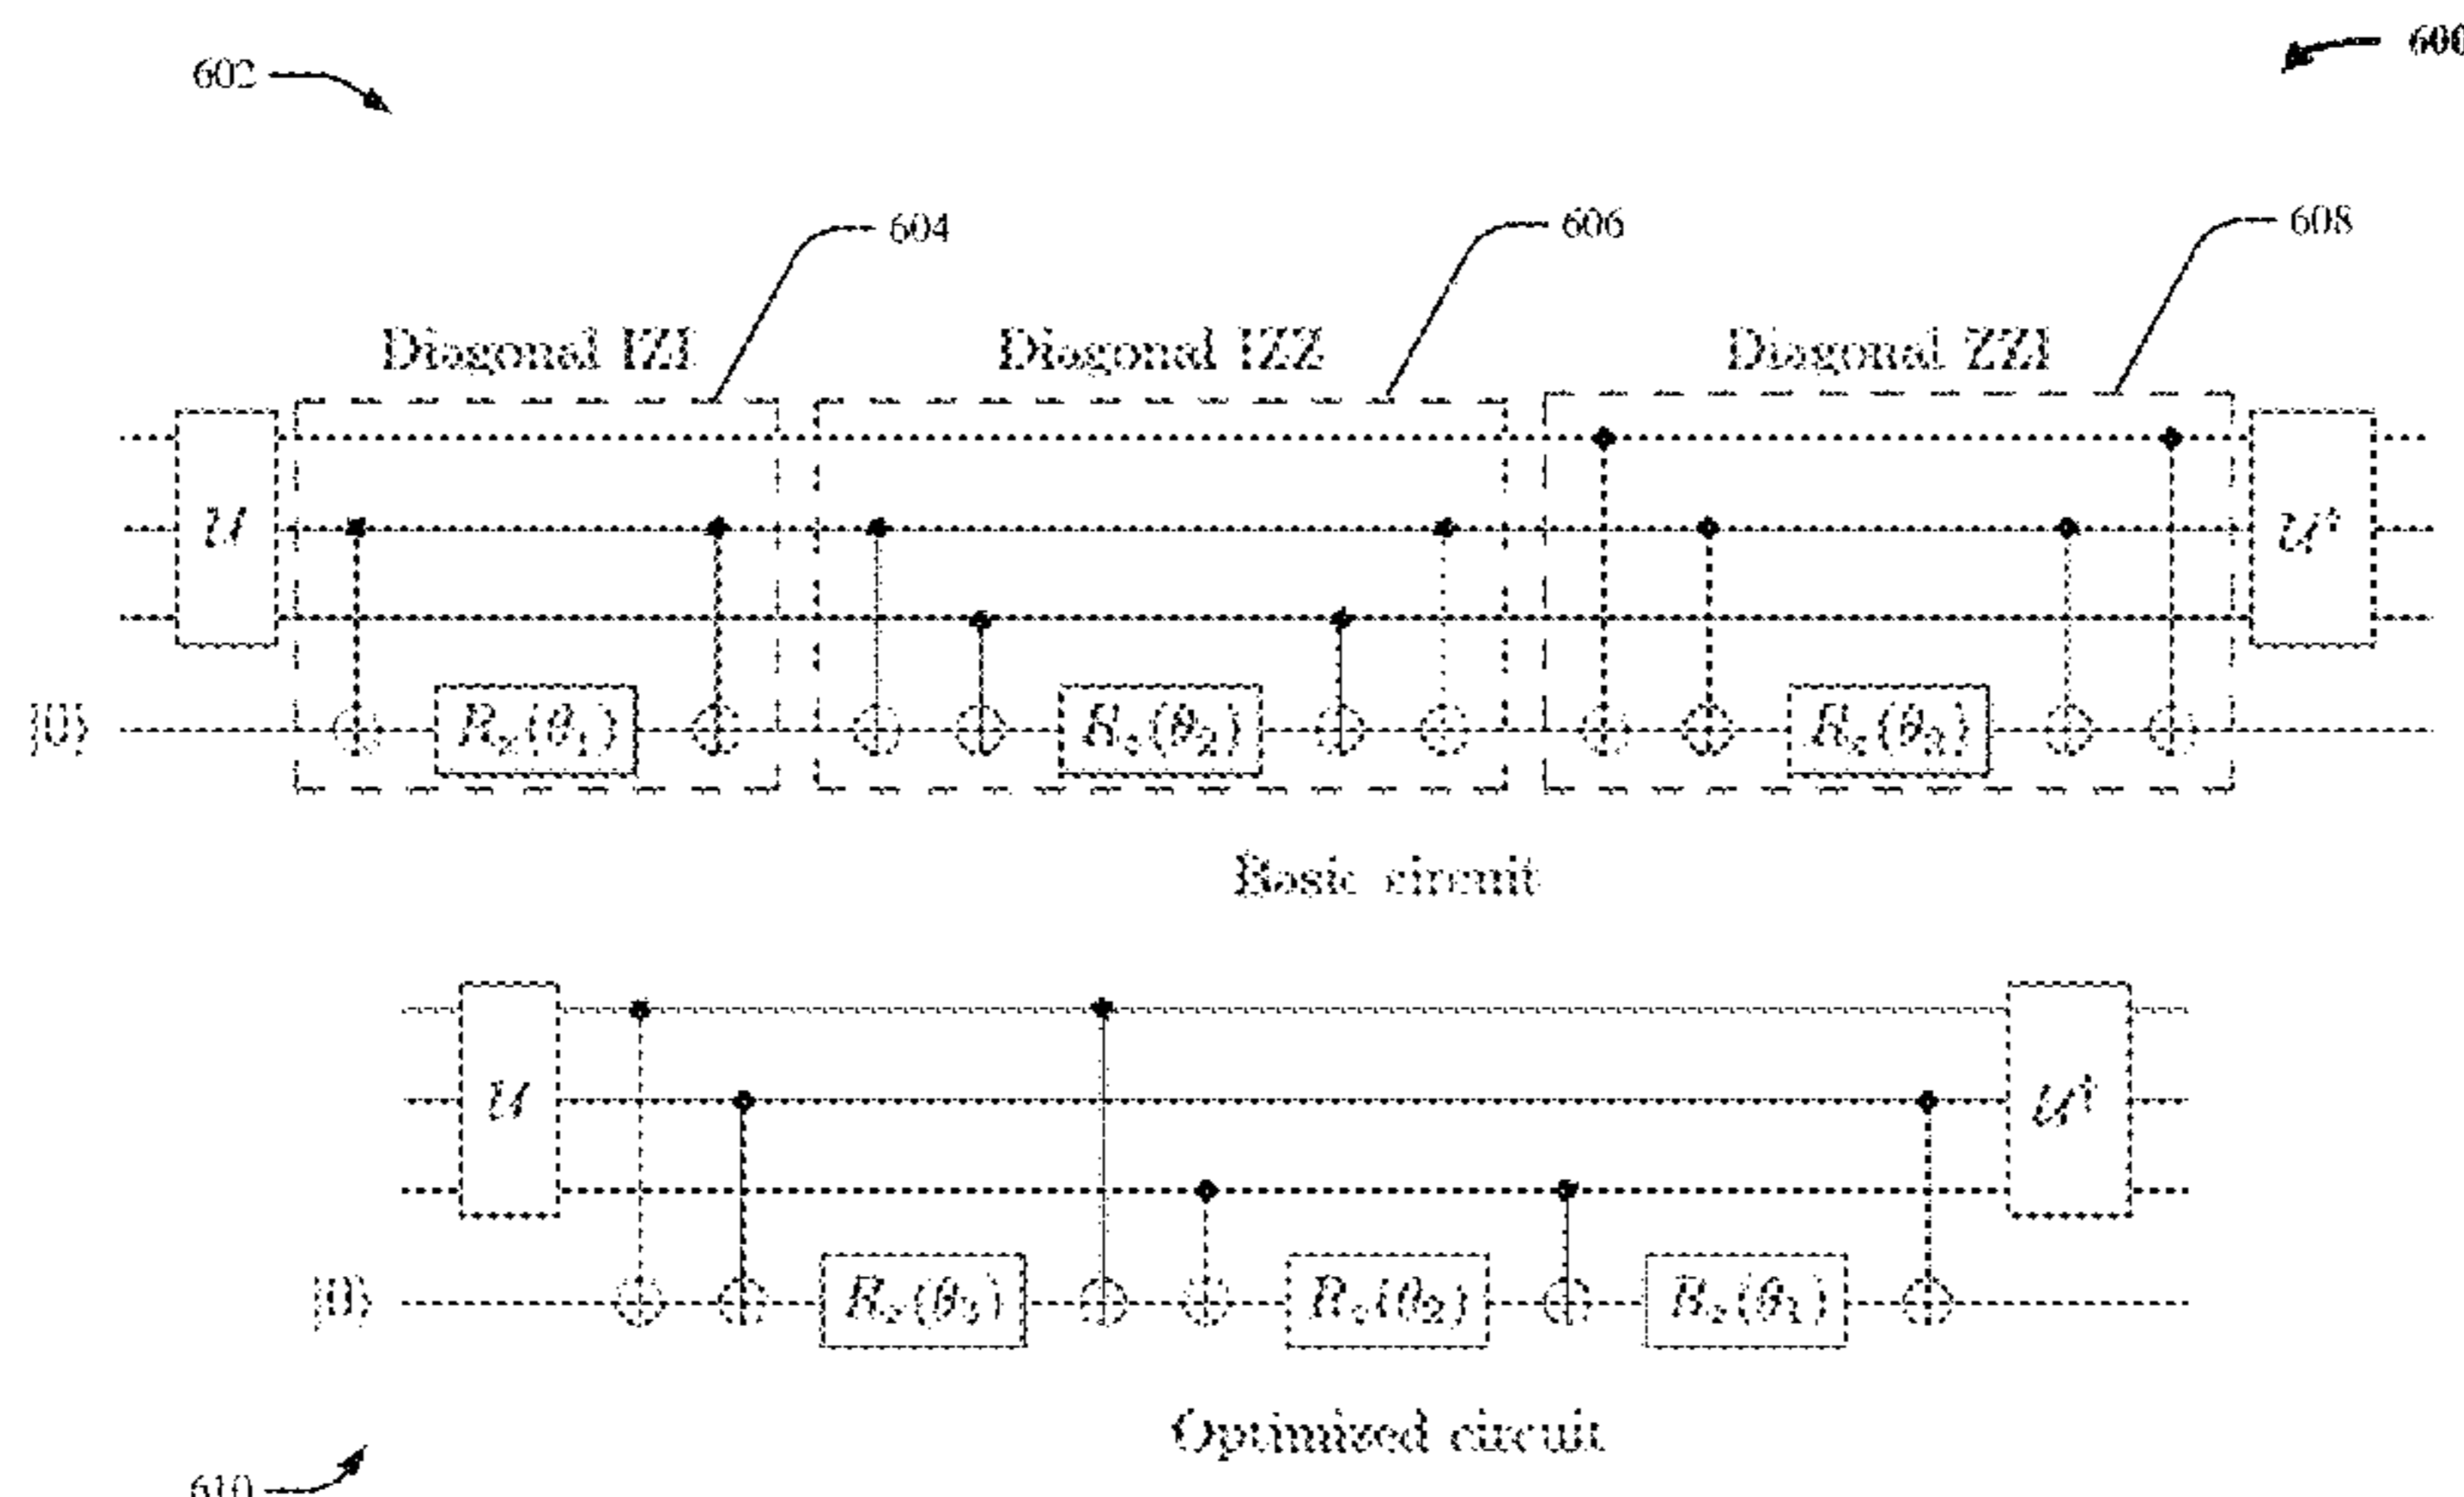 602
600
604
606
608
Diagonal IZI
Diagonal IZZ
Diagonal ZZI
U
U†
|0⟩
Rz(θ1)
Rz(θ2)
Rz(θ3)
Basic circuit
U
U†
|0⟩
Rz(θ3)
Rz(θ2)
Rz(θ1)
Optimized circuit
610